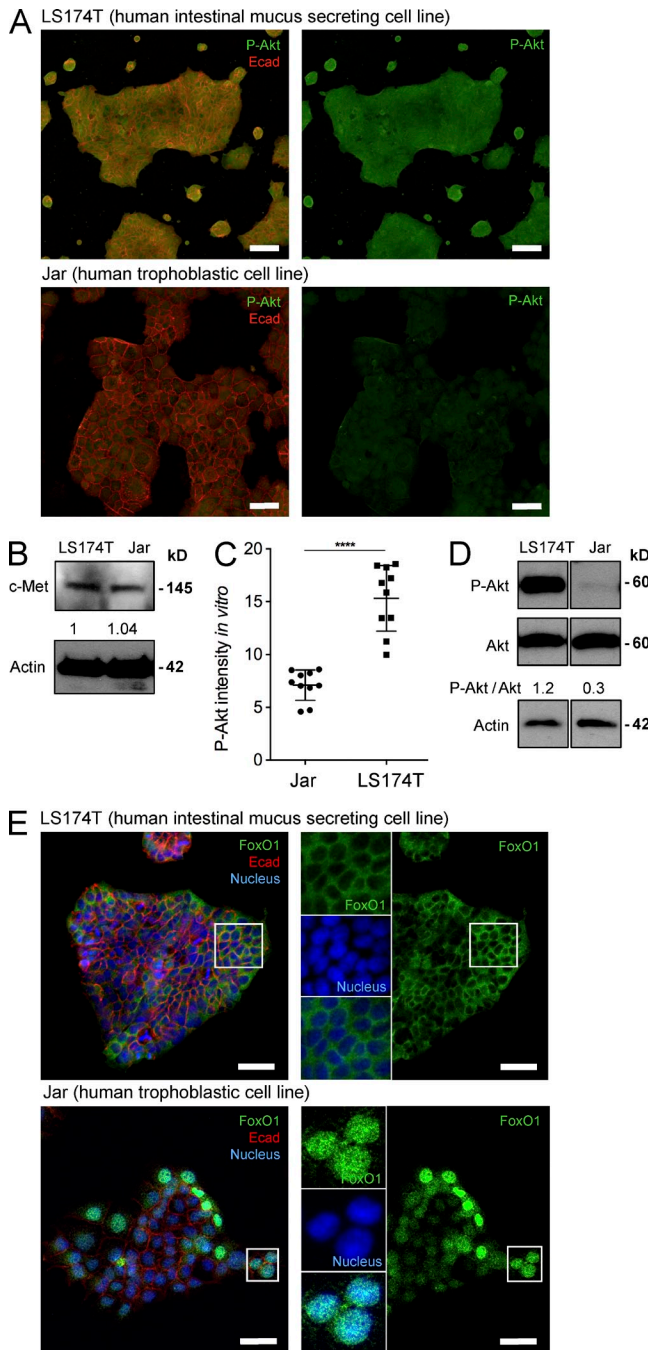 A
LS174T (human intestinal mucus secreting cell line)
P-Akt
Ecad
P-Akt
Jar (human trophoblastic cell line)
P-Akt
Ecad
P-Akt
B
LS174T Jar kD
c-Met - 145
1 1.04
Actin - 42
C
****
P-Akt intensity in vitro
20
15
10
5
0
Jar LS174T
D
LS174T Jar kD
P-Akt - 60
Akt - 60
P-Akt / Akt 1.2 0.3
Actin - 42
E
LS174T (human intestinal mucus secreting cell line)
FoxO1
Ecad
Nucleus
FoxO1
Nucleus
FoxO1
Jar (human trophoblastic cell line)
FoxO1
Ecad
Nucleus
FoxO1
Nucleus
FoxO1